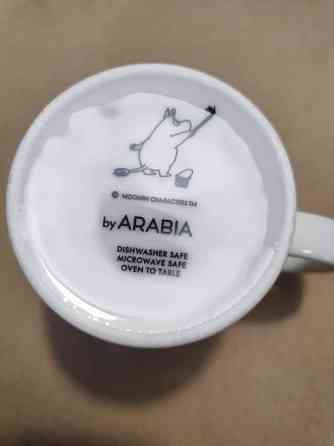 © MOOMIN CHARACTERS™
by ARABIA
DISHWASHER SAFE
MICROWAVE SAFE
OVEN TO TABLE